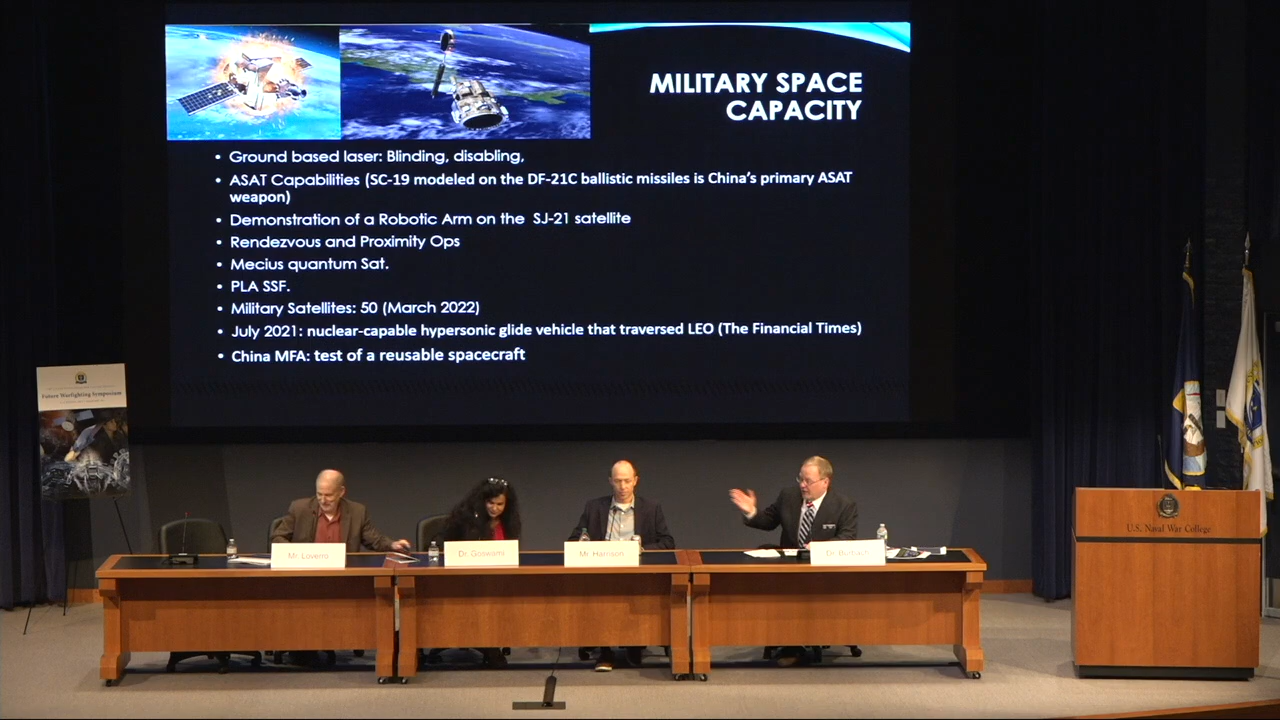 MILITARY SPACE
CAPACITY
• Ground based laser: Blinding, disabling,
• ASAT Capabilities (SC-19 modeled on the DF-21C ballistic missiles is China's primary ASAT
weapon)
• Demonstration of a Robotic Arm on the SJ-21 satellite
• Rendezvous and Proximity Ops
• Mecius quantum Sat.
• PLA SSF.
• Military Satellites: 50 (March 2022)
• July 2021: nuclear-capable hypersonic glide vehicle that traversed LEO (The Financial Times)
• China MFA: test of a reusable spacecraft
Future Warfighting Symposium
Mr. Loverro
Dr. Goswami
Mr. Harrison
Dr. Burbach
U.S. Naval War College